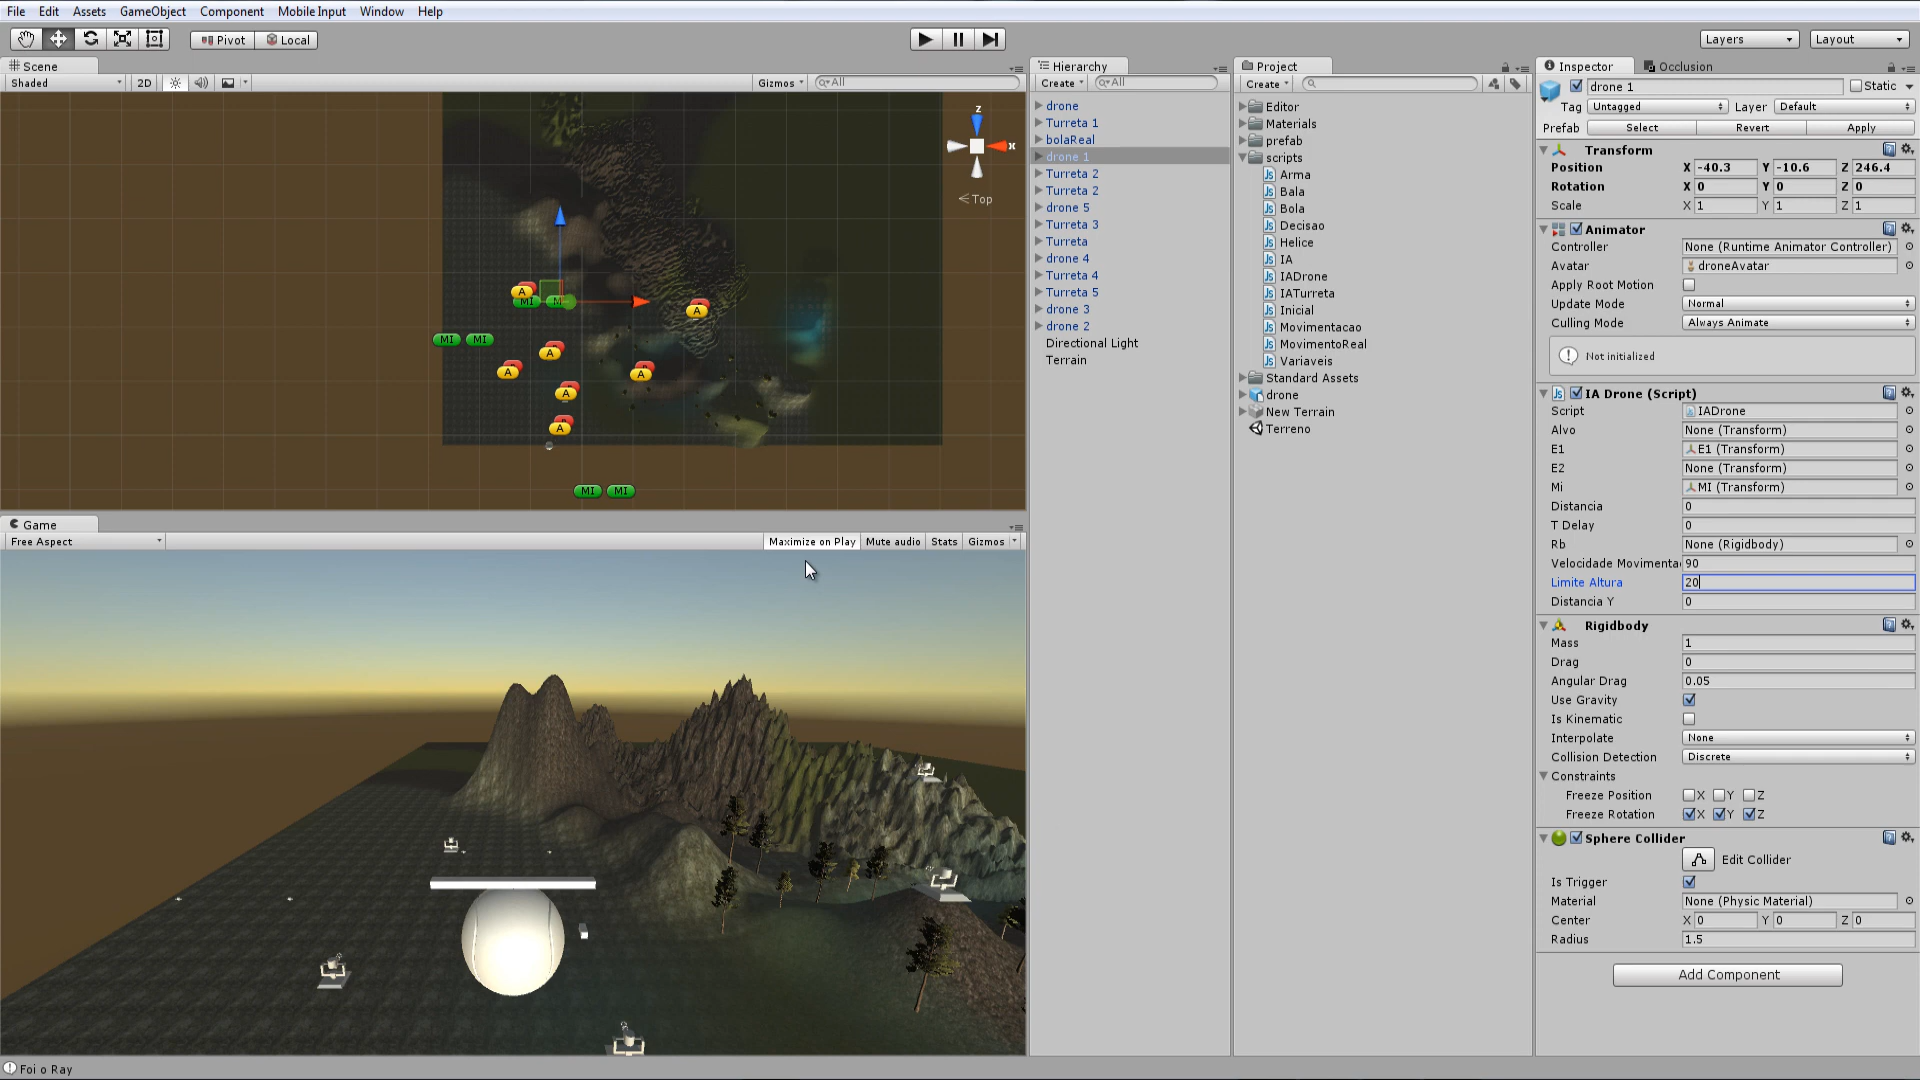 File Edit Assets GameObject Component Mobile Input Window Help
Pivot Local Layers Layout
Scene
Shaded 2D Gizmos All
z
x
Top
A
MI M
A
MI MI
A
A
A
A
A
MI MI
Game
Free Aspect Maximize on Play Mute audio Stats Gizmos
Foi o Ray
Hierarchy
Create All
drone
Turreta 1
bolaReal
drone 1
Turreta 2
Turreta 2
drone 5
Turreta 3
Turreta
drone 4
Turreta 4
Turreta 5
drone 3
drone 2
Directional Light
Terrain
Project
Create
Editor
Materials
prefab
scripts
Arma
Bala
Bola
Decisao
Helice
IA
IADrone
IATurreta
Inicial
Movimentacao
MovimentoReal
Variaveis
Standard Assets
drone
New Terrain
Terreno
Inspector Occlusion
drone 1 Static
Tag Untagged Layer Default
Prefab Select Revert Apply
Transform
Position X -40.3 Y -10.6 Z 246.4
Rotation X 0 Y 0 Z 0
Scale X 1 Y 1 Z 1
Animator
Controller None (Runtime Animator Controller)
Avatar droneAvatar
Apply Root Motion
Update Mode Normal
Culling Mode Always Animate
Not initialized
IA Drone (Script)
Script IADrone
Alvo None (Transform)
E1 E1 (Transform)
E2 None (Transform)
Mi MI (Transform)
Distancia 0
T Delay 0
Rb None (Rigidbody)
Velocidade Movimenta 90
Limite Altura 20
Distancia Y 0
Rigidbody
Mass 1
Drag 0
Angular Drag 0.05
Use Gravity
Is Kinematic
Interpolate None
Collision Detection Discrete
Constraints
Freeze Position X Y Z
Freeze Rotation X Y Z
Sphere Collider
Edit Collider
Is Trigger
Material None (Physic Material)
Center X 0 Y 0 Z 0
Radius 1.5
Add Component